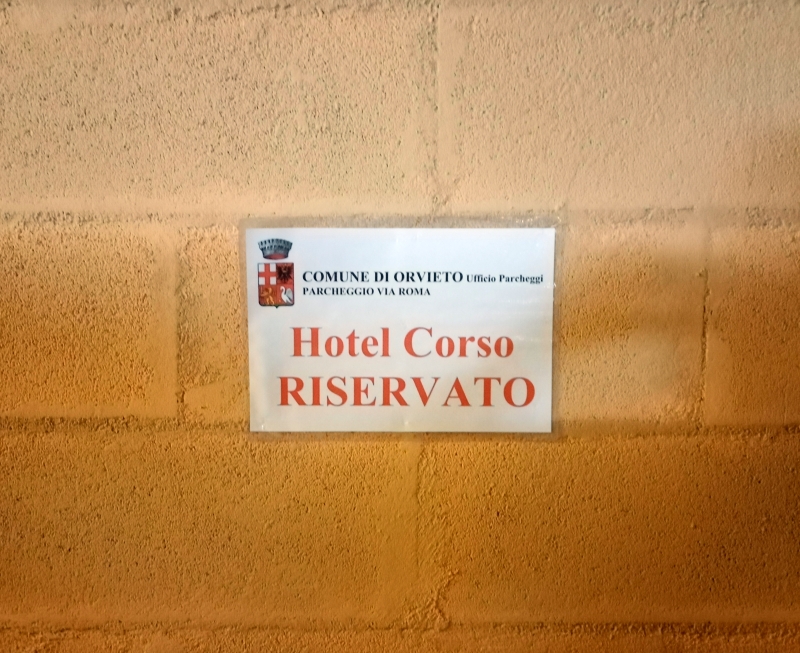 COMUNE DI ORVIETO Ufficio Parcheggi
PARCHEGGIO VIA ROMA
Hotel Corso
RISERVATO